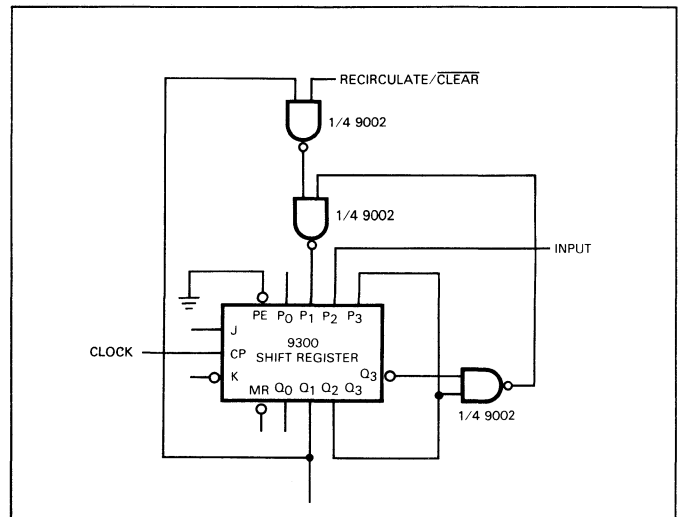 RECIRCULATE/CLEAR
1/4 9002
1/4 9002
INPUT
PE P0 P1 P2 P3
J
9300
SHIFT REGISTER
CLOCK
CP
Q3
K
MR Q0 Q1 Q2 Q3
1/4 9002